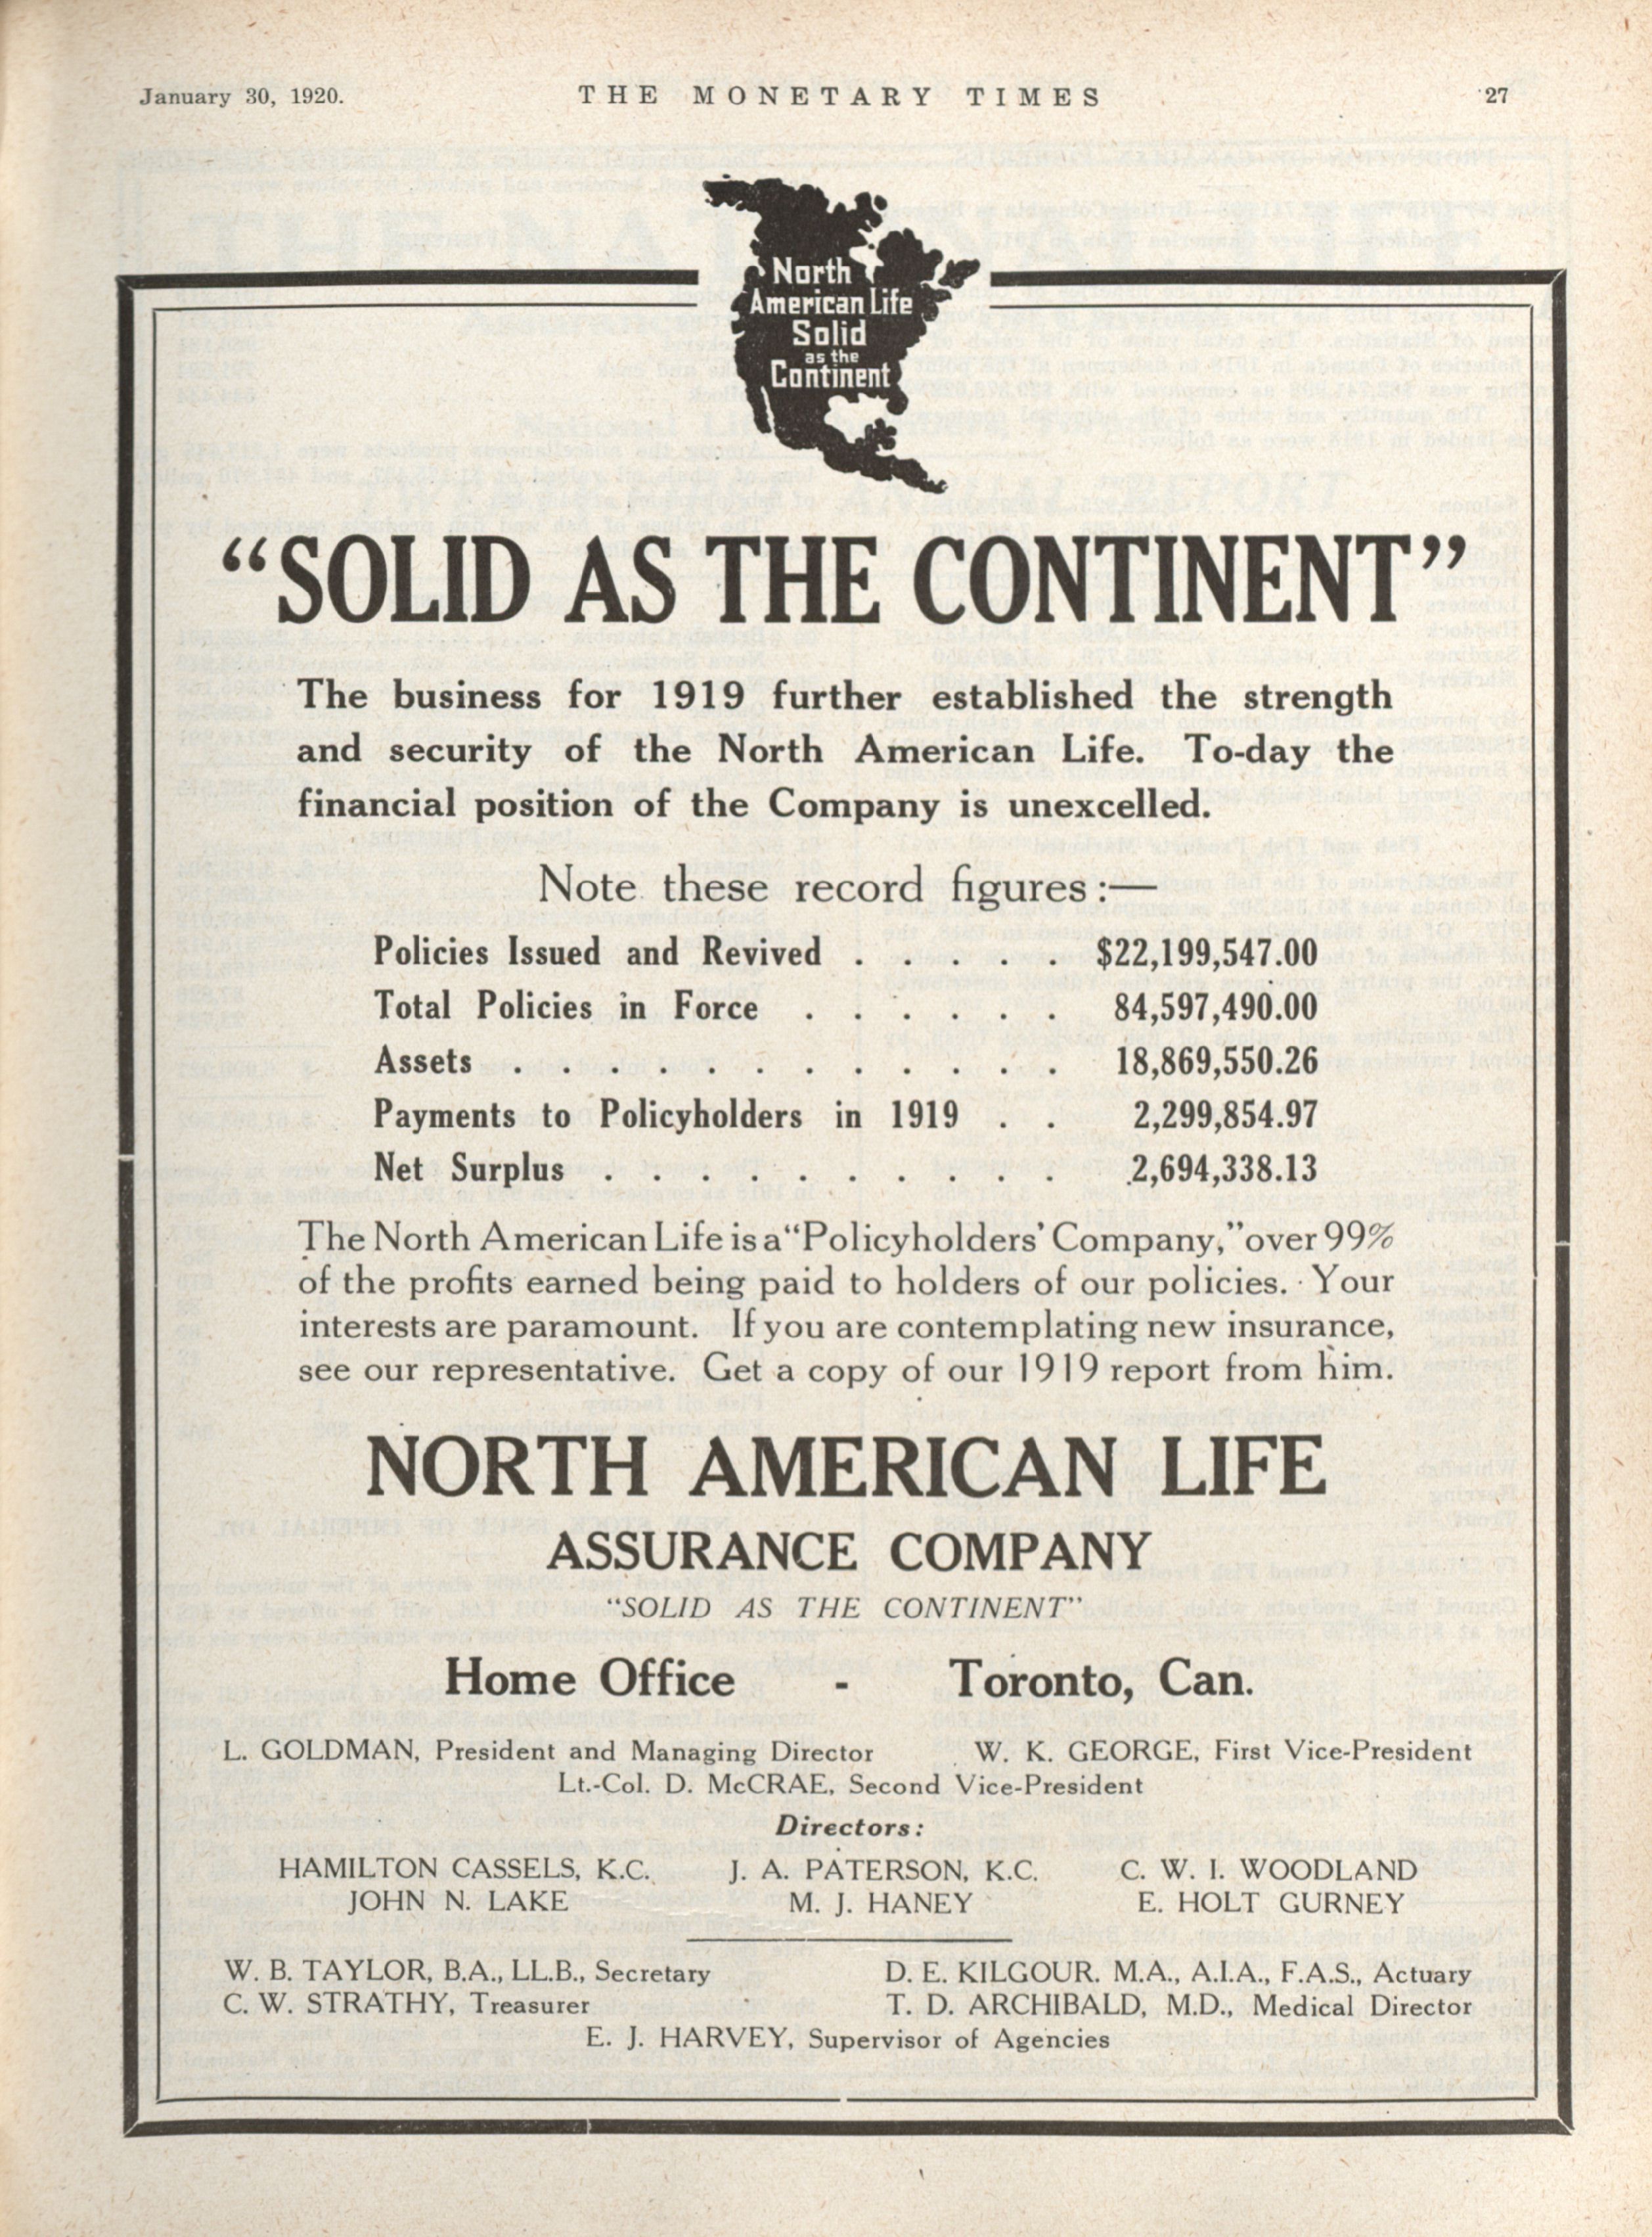 January 30, 1920.
THE MONETARY TIMES
27
North
American Life
Solid
as the
Continent
"SOLID AS THE CONTINENT"
The business for 1919 further established the strength
and security of the North American Life. To-day the
financial position of the Company is unexcelled.
Note these record figures:—
Policies Issued and Revived . . . . . $22,199,547.00
Total Policies in Force . . . . . . 84,597,490.00
Assets . . . . . . . . . . . . 18,869,550.26
Payments to Policyholders in 1919 . . 2,299,854.97
Net Surplus . . . . . . . . . . 2,694,338.13
The North American Life is a "Policyholders' Company," over 99%
of the profits earned being paid to holders of our policies. Your
interests are paramount. If you are contemplating new insurance,
see our representative. Get a copy of our 1919 report from him.
NORTH AMERICAN LIFE
ASSURANCE COMPANY
"SOLID AS THE CONTINENT"
Home Office - Toronto, Can.
L. GOLDMAN, President and Managing Director W. K. GEORGE, First Vice-President
Lt.-Col. D. McCRAE, Second Vice-President
Directors:
HAMILTON CASSELS, K.C. J. A. PATERSON, K.C. C. W. I. WOODLAND
JOHN N. LAKE M. J. HANEY E. HOLT GURNEY
W. B. TAYLOR, B.A., LL.B., Secretary D. E. KILGOUR. M.A., A.I.A., F.A.S., Actuary
C. W. STRATHY, Treasurer T. D. ARCHIBALD, M.D., Medical Director
E. J. HARVEY, Supervisor of Agencies